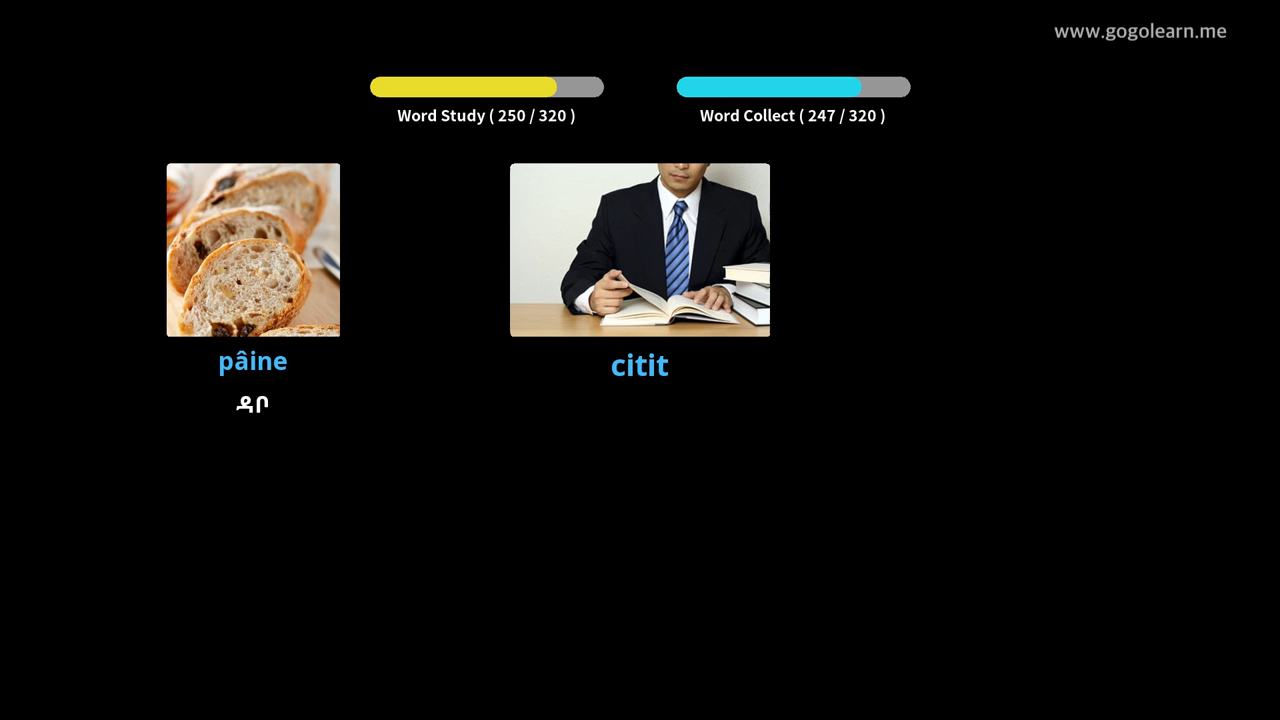 www.gogolearn.me
Word Study ( 250 / 320 )
Word Collect ( 247 / 320 )
pâine
ዳቦ
citit